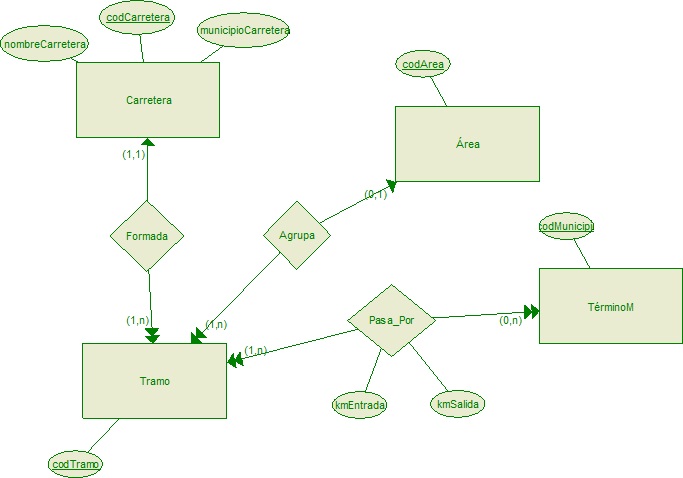 codCarretera
nombreCarretera
municipioCarretera
Carretera
codArea
Área
(1,1)
(0,1)
Formada
Agrupa
codMunicipi
TérminoM
(1,n)
(1,n)
Pasa_Por
(0,n)
(1,n)
Tramo
kmEntrada
kmSalida
codTramo